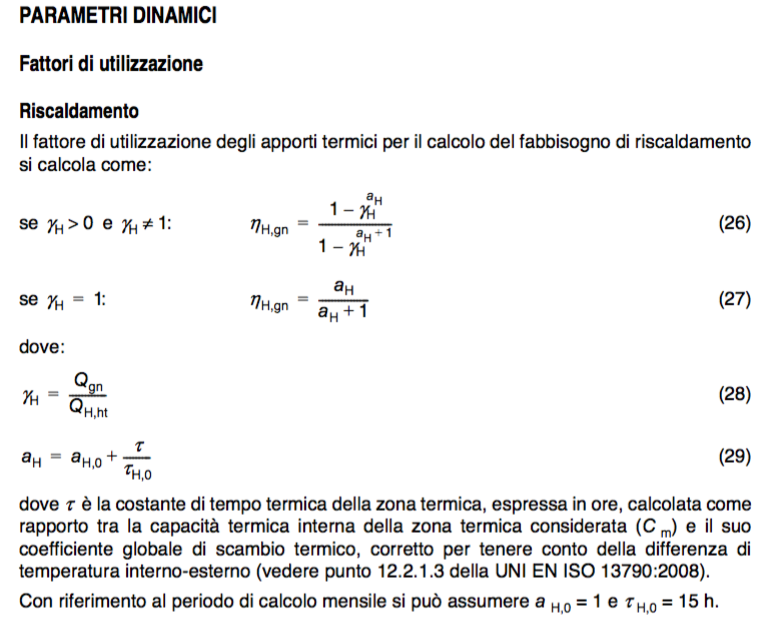 PARAMETRI DINAMICI
Fattori di utilizzazione
Riscaldamento
Il fattore di utilizzazione degli apporti termici per il calcolo del fabbisogno di riscaldamento
si calcola come:
se γH > 0 e γH ≠ 1: ηH,gn = (1 − γH^aH) / (1 − γH^(aH + 1)) (26)
se γH = 1: ηH,gn = aH / (aH + 1) (27)
dove:
γH = Qgn / QH,ht (28)
aH = aH,0 + τ / τH,0 (29)
dove τ è la costante di tempo termica della zona termica, espressa in ore, calcolata come
rapporto tra la capacità termica interna della zona termica considerata (C m) e il suo
coefficiente globale di scambio termico, corretto per tenere conto della differenza di
temperatura interno-esterno (vedere punto 12.2.1.3 della UNI EN ISO 13790:2008).
Con riferimento al periodo di calcolo mensile si può assumere a H,0 = 1 e τ H,0 = 15 h.